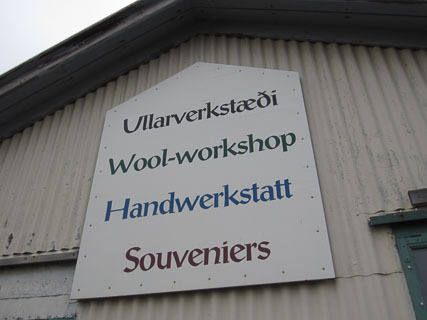 Ullarverkstæði
Wool-workshop
Handwerkstatt
Souveniers